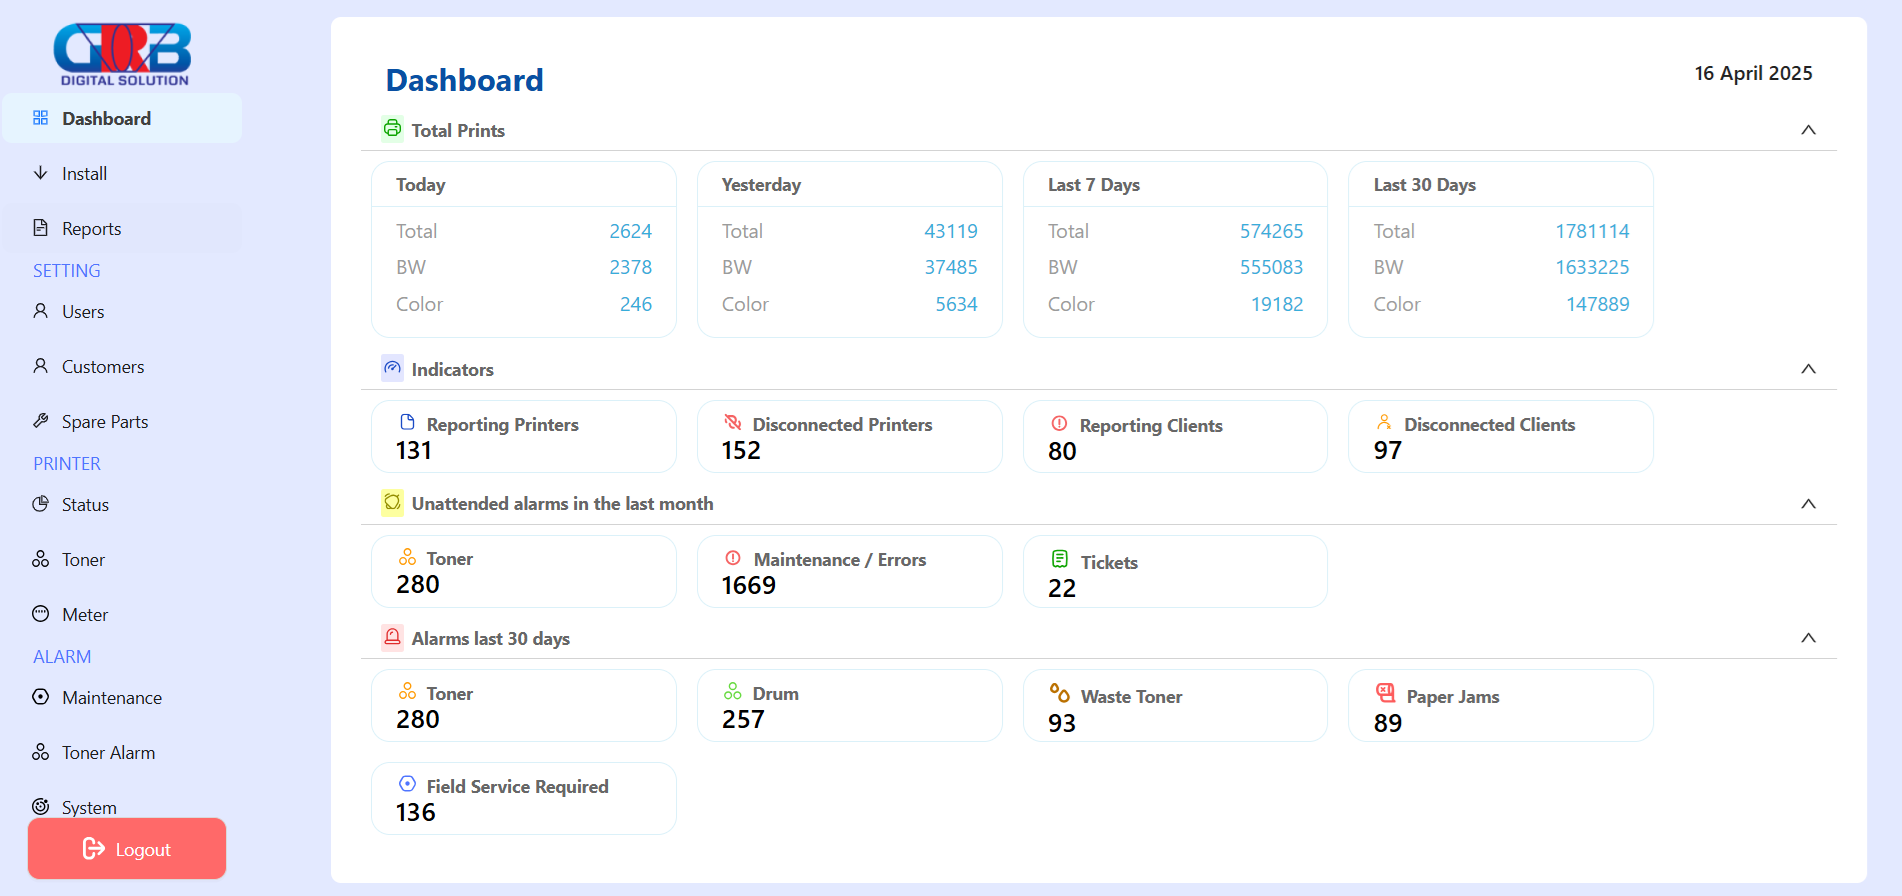 GRB
DIGITAL SOLUTION
Dashboard
Install
Reports
SETTING
Users
Customers
Spare Parts
PRINTER
Status
Toner
Meter
ALARM
Maintenance
Toner Alarm
System
Logout
Dashboard
16 April 2025
Total Prints
Today
Total 2624
BW 2378
Color 246
Yesterday
Total 43119
BW 37485
Color 5634
Last 7 Days
Total 574265
BW 555083
Color 19182
Last 30 Days
Total 1781114
BW 1633225
Color 147889
Indicators
Reporting Printers
131
Disconnected Printers
152
Reporting Clients
80
Disconnected Clients
97
Unattended alarms in the last month
Toner
280
Maintenance / Errors
1669
Tickets
22
Alarms last 30 days
Toner
280
Drum
257
Waste Toner
93
Paper Jams
89
Field Service Required
136